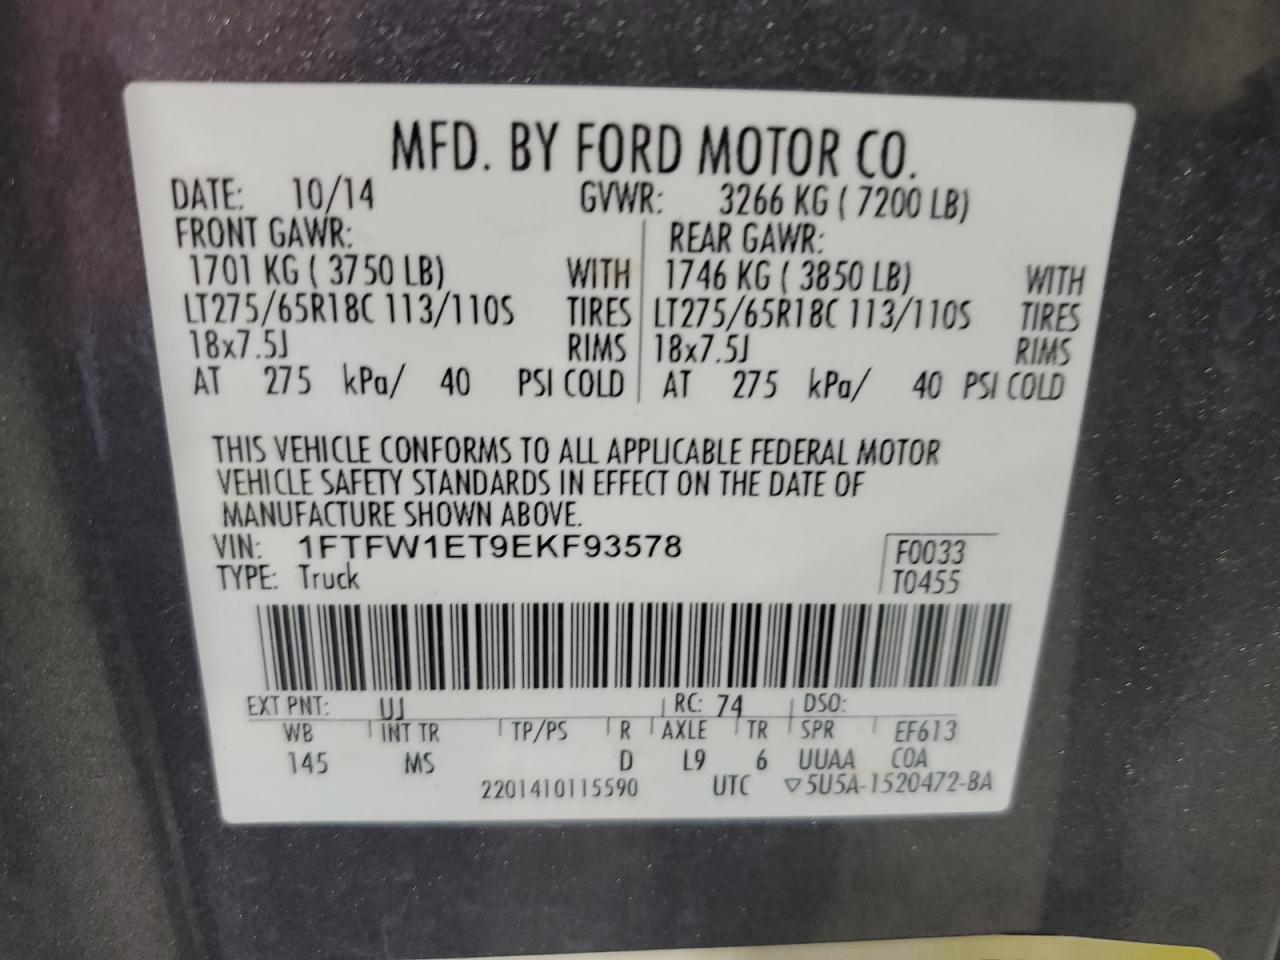 MFD. BY FORD MOTOR CO.
DATE: 10/14 GVWR: 3266 KG ( 7200 LB)
FRONT GAWR: REAR GAWR:
1701 KG ( 3750 LB) WITH 1746 KG ( 3850 LB) WITH
LT275/65R18C 113/110S TIRES LT275/65R18C 113/110S TIRES
18x7.5J RIMS 18x7.5J RIMS
AT 275 kPa/ 40 PSI COLD AT 275 kPa/ 40 PSI COLD
THIS VEHICLE CONFORMS TO ALL APPLICABLE FEDERAL MOTOR
VEHICLE SAFETY STANDARDS IN EFFECT ON THE DATE OF
MANUFACTURE SHOWN ABOVE.
VIN: 1FTFW1ET9EKF93578 F0033
TYPE: Truck T0455
EXT PNT: UJ RC: 74 DSO:
WB INT TR TP/PS R AXLE TR SPR EF613
145 MS D L9 6 UUAA COA
2201410115590 UTC ▽5U5A-1520472-BA